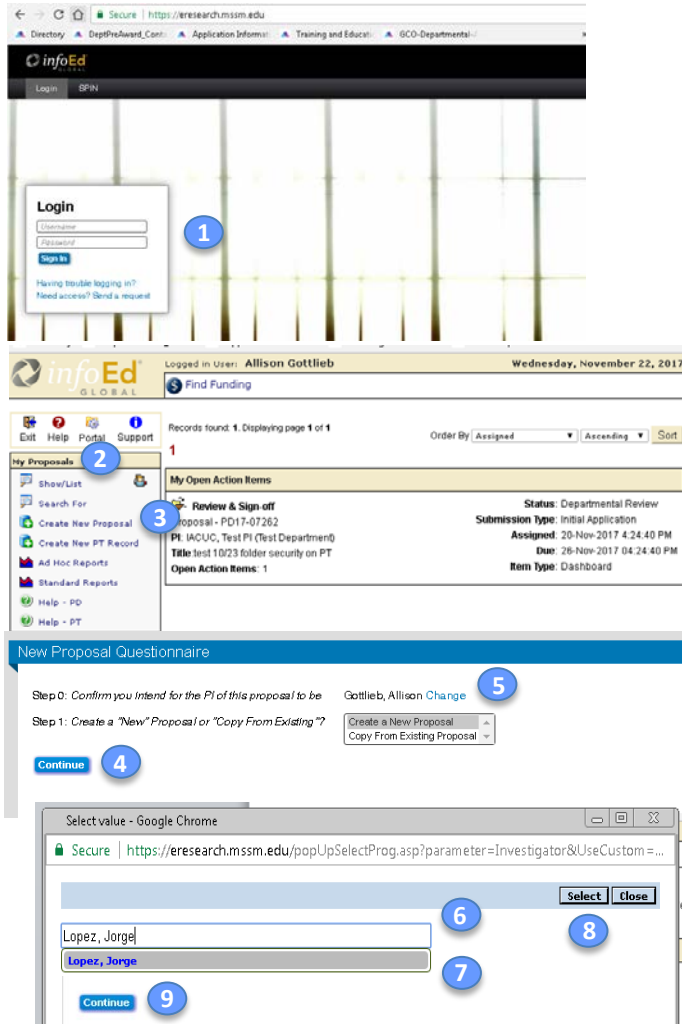 Secure | https://eresearch.mssm.edu
Directory DeptPreAward_Cont Application Informat Training and Educati GCO-Departmental-
infoEd
GLOBAL
Login SPIN
Login
Username
Password
Sign In
1
Having trouble logging in?
Need access? Send a request
infoEd
GLOBAL
Logged in User: Allison Gottlieb
Wednesday, November 22, 2017
Find Funding
Exit Help Portal Support
Records found: 1. Displaying page 1 of 1
Order By Assigned Ascending Sort
1
2
My Proposals
Show/List
Search For
Create New Proposal
3
Create New PT Record
Ad Hoc Reports
Standard Reports
Help - PD
Help - PT
My Open Action Items
Review & Sign-off
Status: Departmental Review
Proposal - PD17-07262
Submission Type: Initial Application
PI: IACUC, Test PI (Test Department)
Assigned: 20-Nov-2017 4:24:40 PM
Title test 10/23 folder security on PT
Due: 26-Nov-2017 04:24:40 PM
Open Action Items: 1
Item Type: Dashboard
New Proposal Questionnaire
Step 0: Confirm you intend for the PI of this proposal to be Gottlieb, Allison Change
5
Step 1: Create a "New" Proposal or "Copy From Existing"?
Create a New Proposal
Copy From Existing Proposal
Continue
4
Select value - Google Chrome
Secure | https://eresearch.mssm.edu/popUpSelectProg.asp?parameter=Investigator&UseCustom=...
Select Close
6
8
Lopez, Jorge
Lopez, Jorge
7
Continue
9